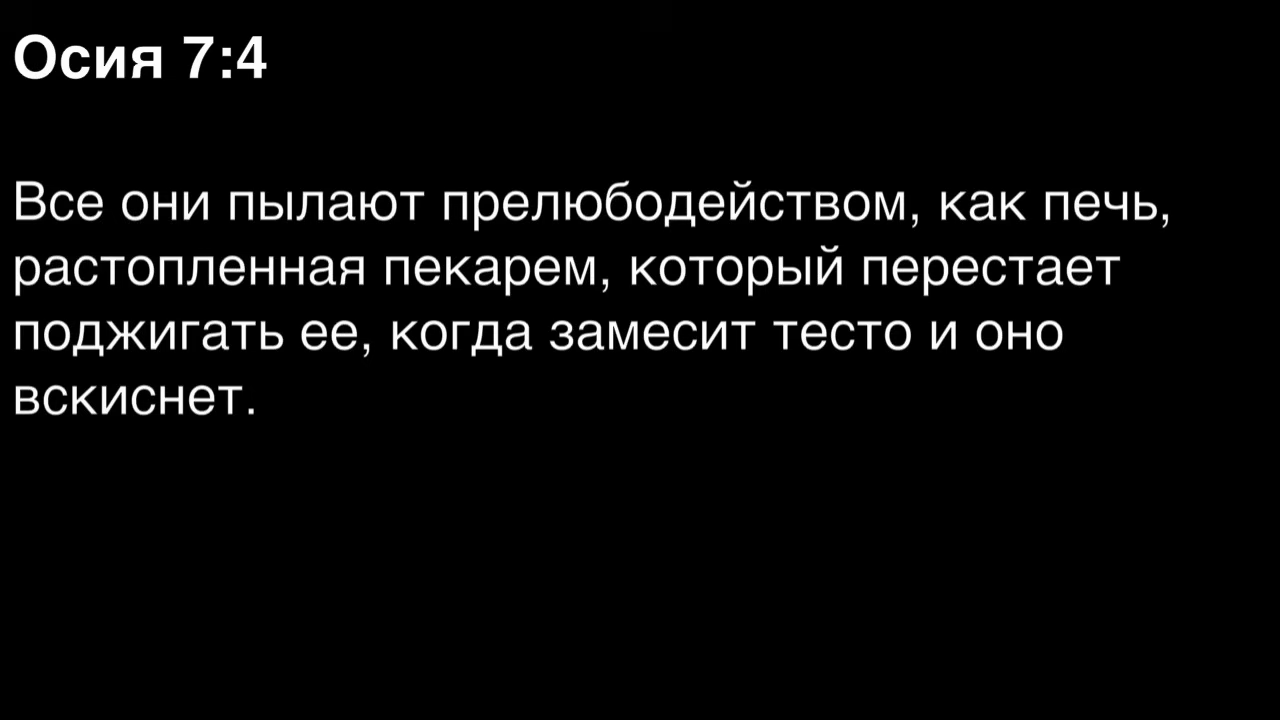 Осия 7:4
Все они пылают прелюбодейством, как печь,
растопленная пекарем, который перестает
поджигать ее, когда замесит тесто и оно
вскиснет.